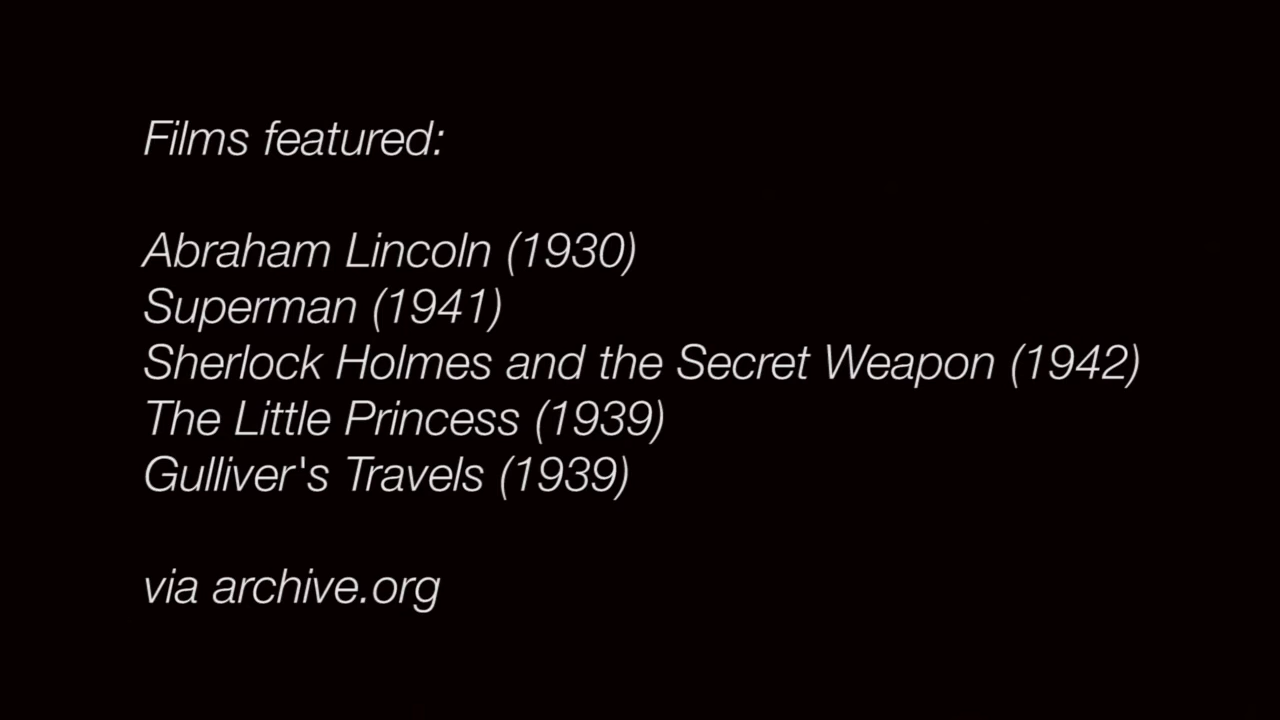 Films featured:
Abraham Lincoln (1930)
Superman (1941)
Sherlock Holmes and the Secret Weapon (1942)
The Little Princess (1939)
Gulliver's Travels (1939)
via archive.org